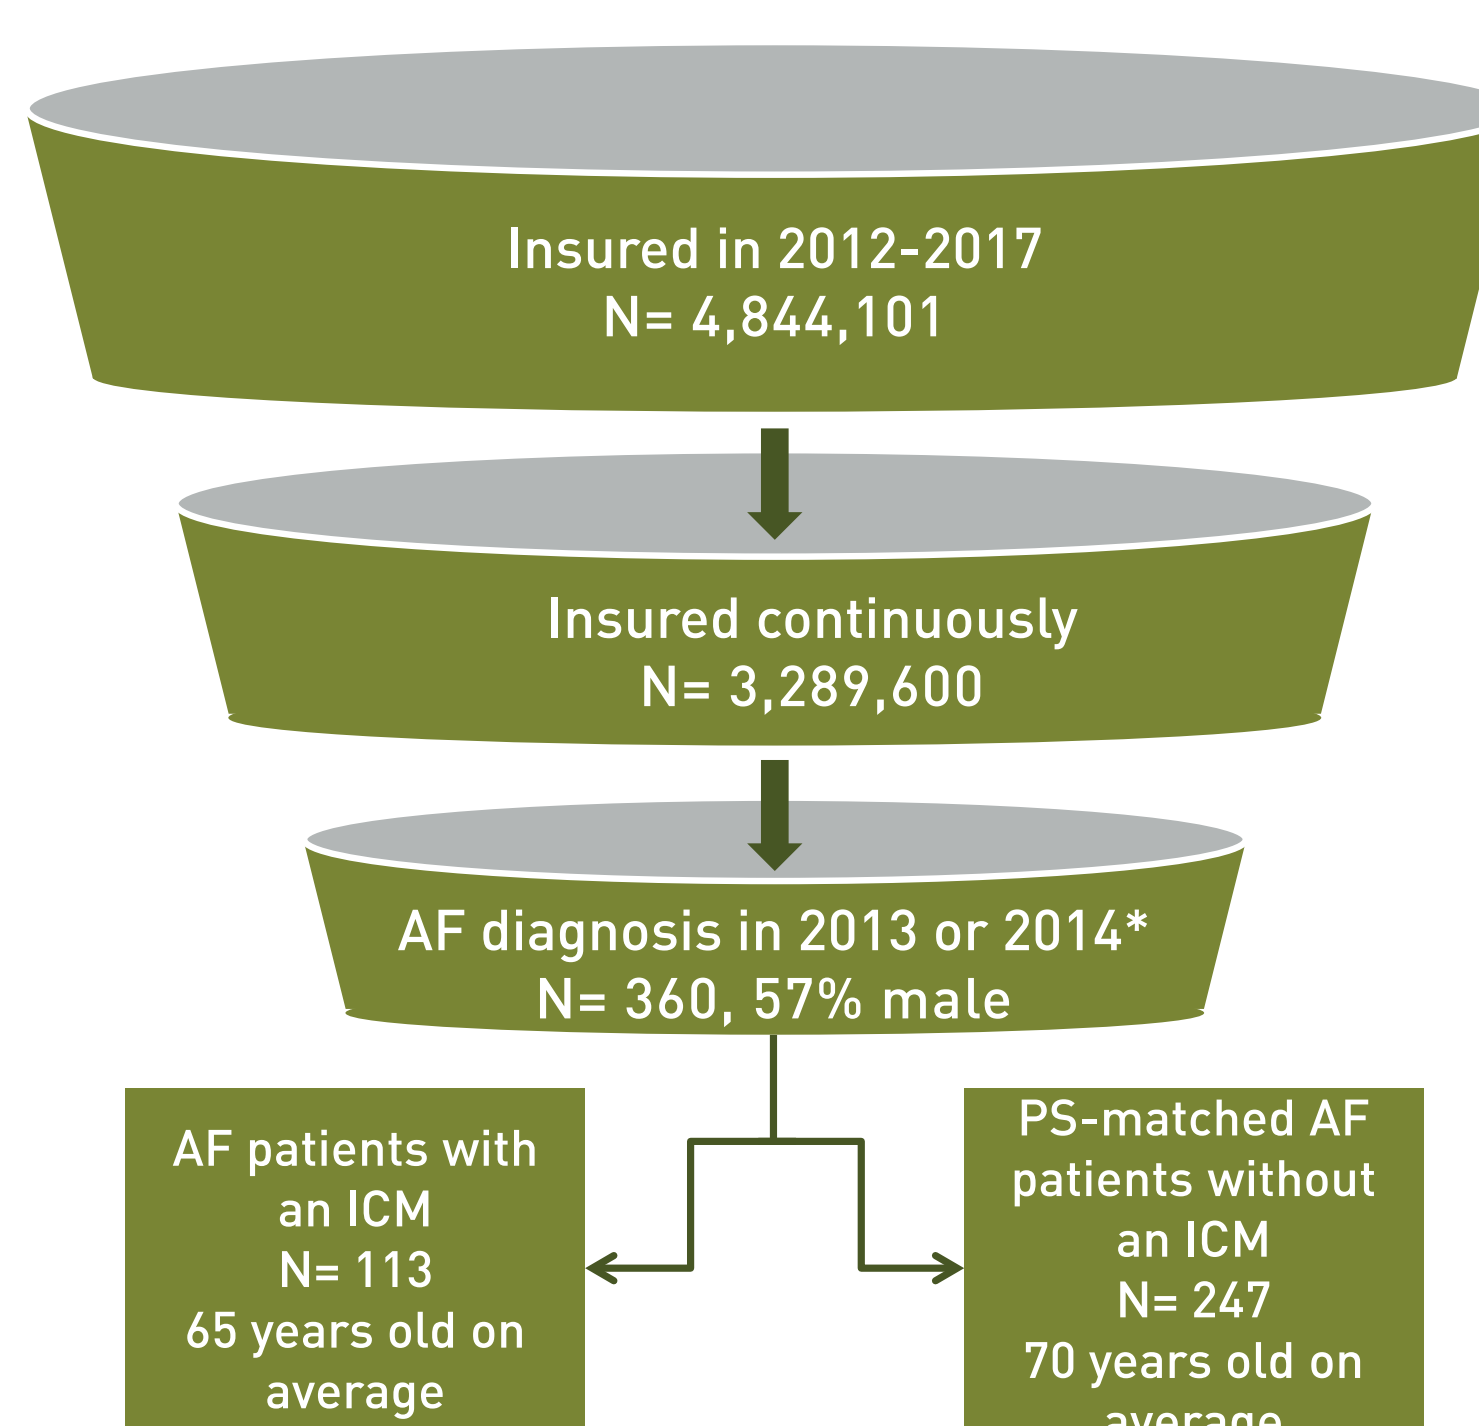 Insured in 2012-2017
N= 4,844,101
Insured continuously
N= 3,289,600
AF diagnosis in 2013 or 2014*
N= 360, 57% male
AF patients with
an ICM
N= 113
65 years old on
average
PS-matched AF
patients without
an ICM
N= 247
70 years old on
average